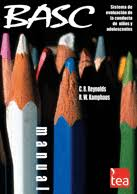 BASC
Sistema de
evaluación de
la conducta
de niños y
adolescentes
C. R. Reynolds
R. W. Kamphaus
manual
tea